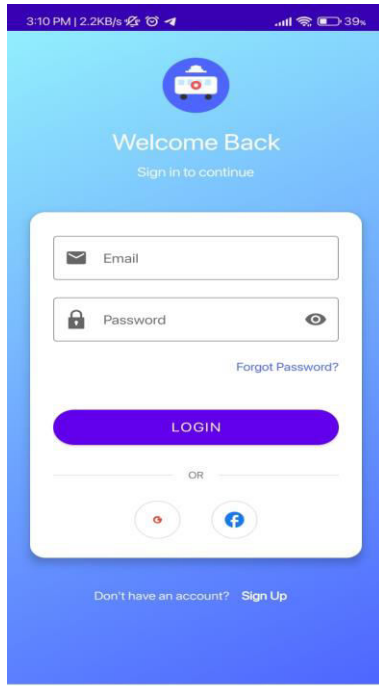 3:10 PM | 2.2KB/s 39%
Welcome Back
Sign in to continue
Email
Password
Forgot Password?
LOGIN
OR
Don't have an account? Sign Up